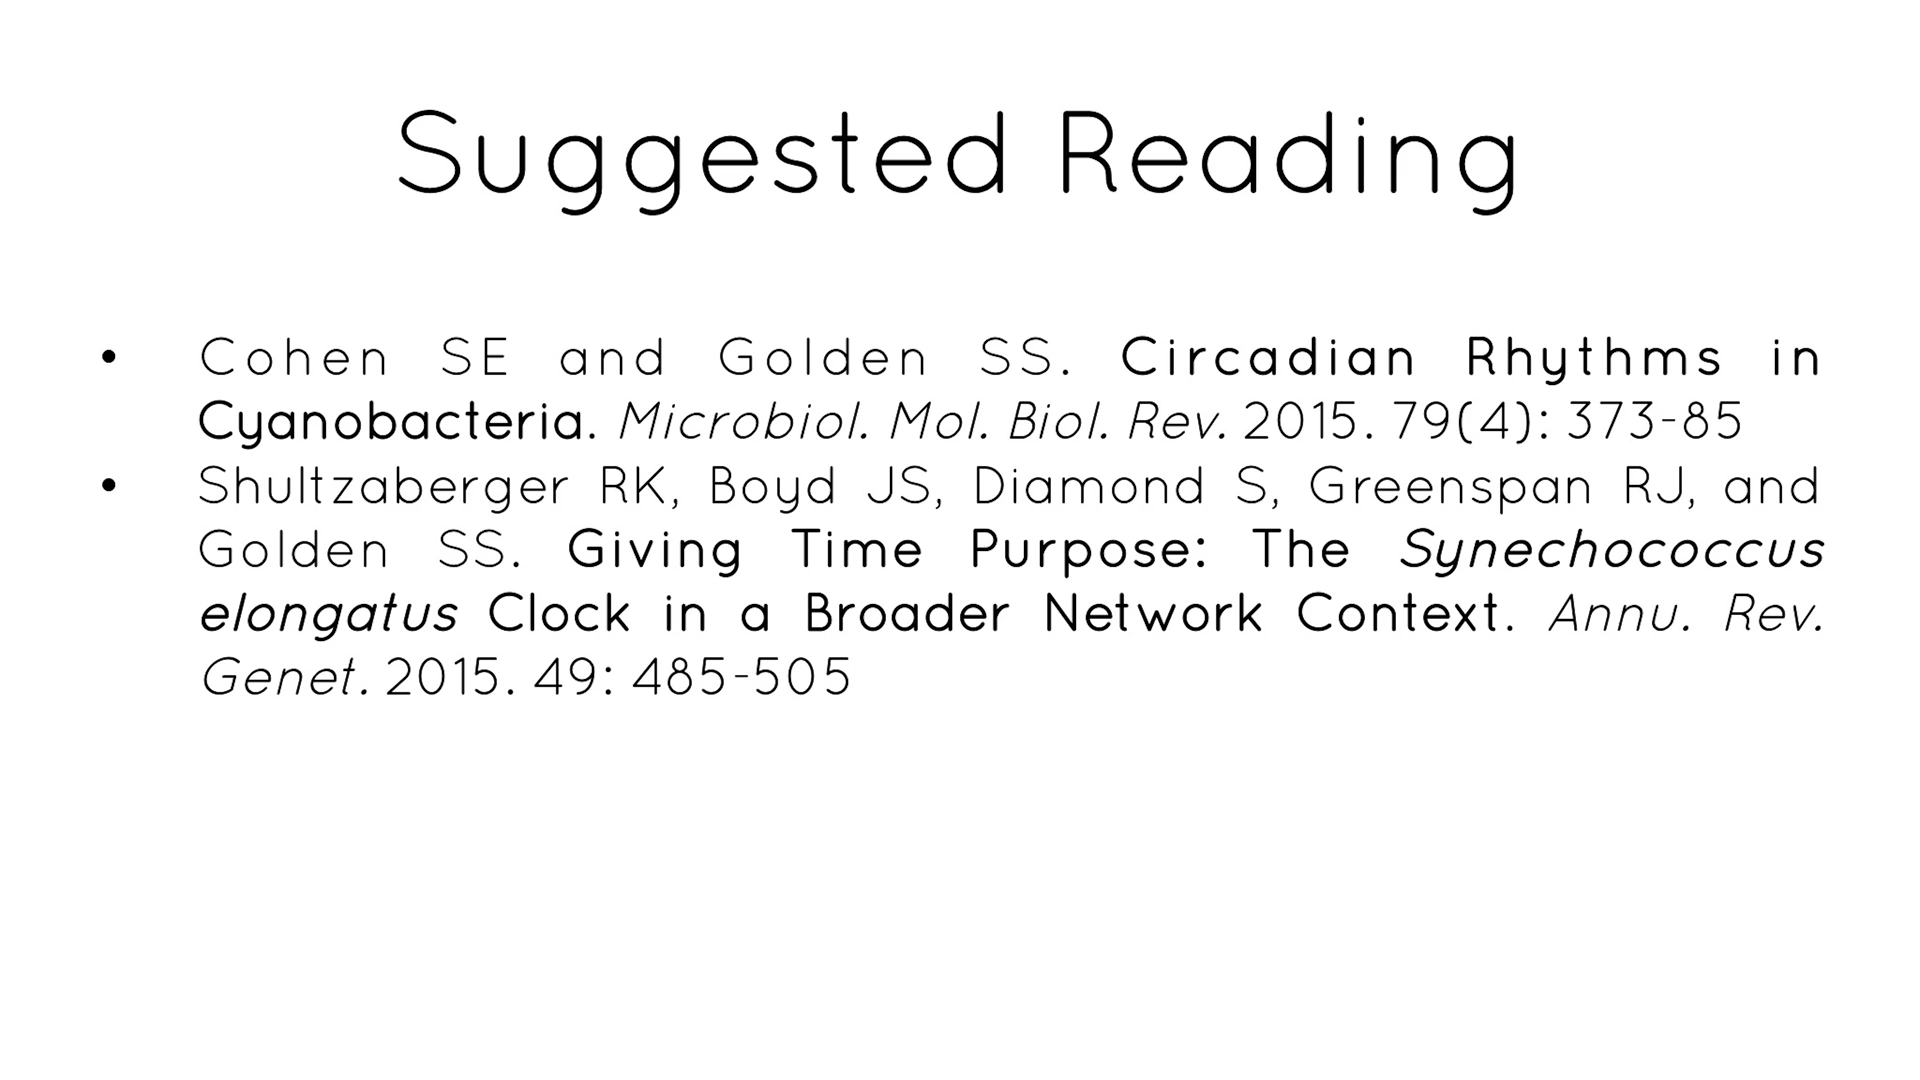 Suggested Reading
• Cohen SE and Golden SS. Circadian Rhythms in
Cyanobacteria. Microbiol. Mol. Biol. Rev. 2015. 79(4): 373-85
• Shultzaberger RK, Boyd JS, Diamond S, Greenspan RJ, and
Golden SS. Giving Time Purpose: The Synechococcus
elongatus Clock in a Broader Network Context. Annu. Rev.
Genet. 2015. 49: 485-505